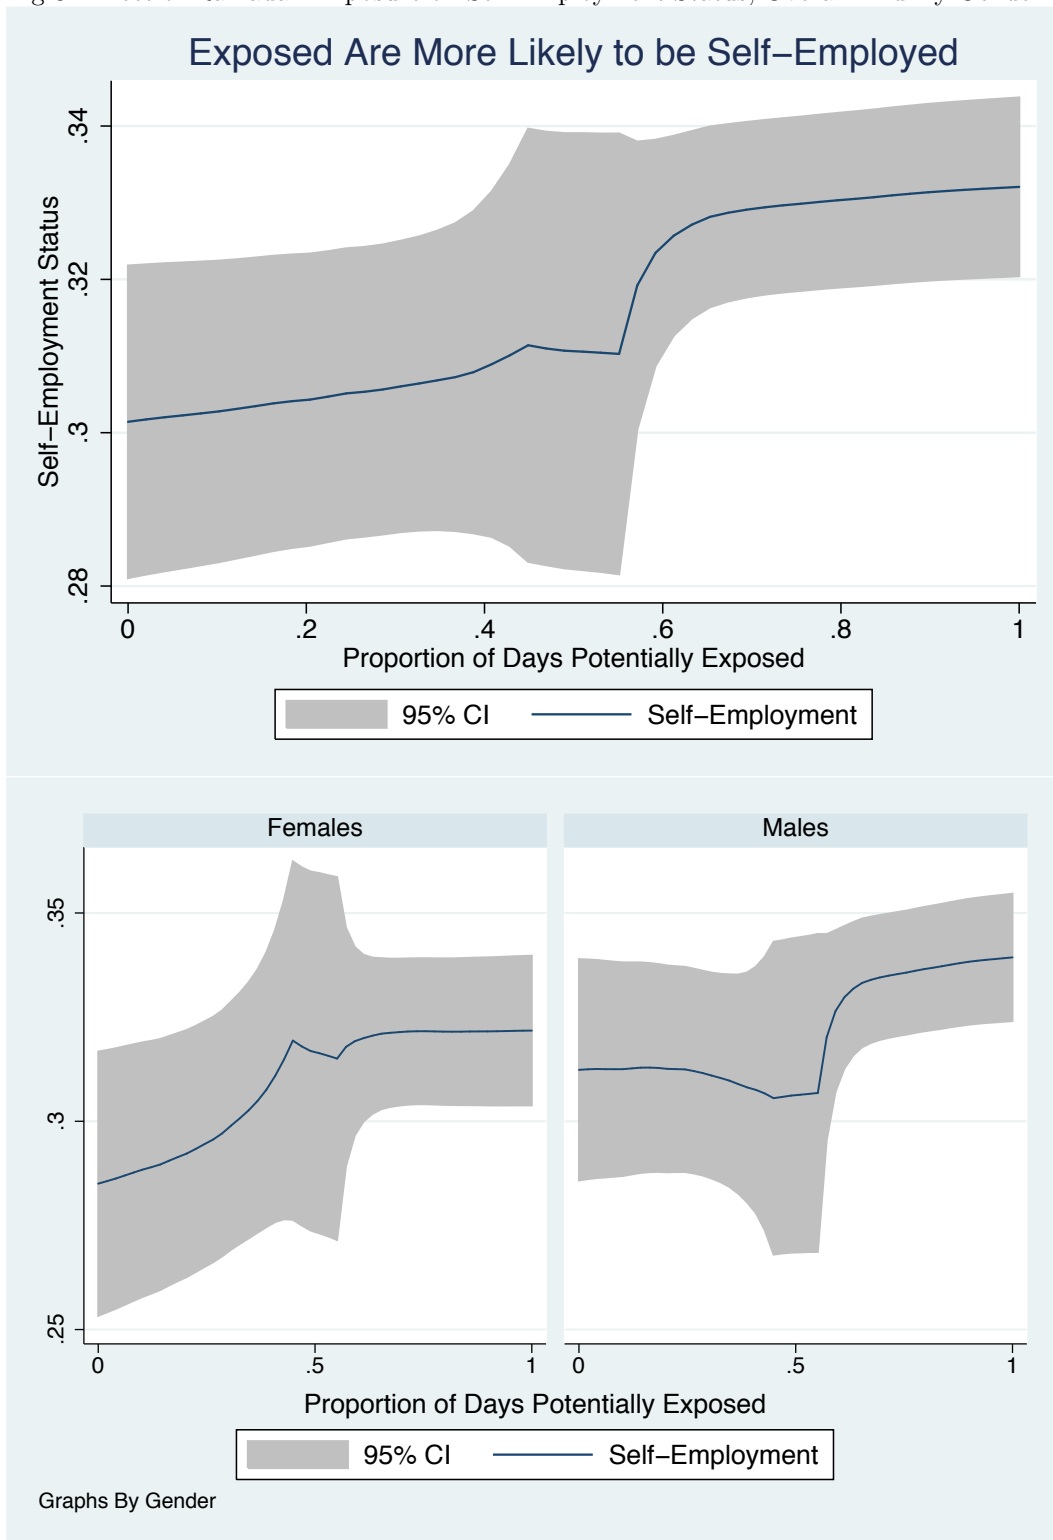 Exposed Are More Likely to be Self−Employed
Self−Employment Status
.34
.32
.3
.28
0 .2 .4 .6 .8 1
Proportion of Days Potentially Exposed
95% CI Self−Employment
Females Males
.35
.3
.25
0 .5 1 0 .5 1
Proportion of Days Potentially Exposed
95% CI Self−Employment
Graphs By Gender